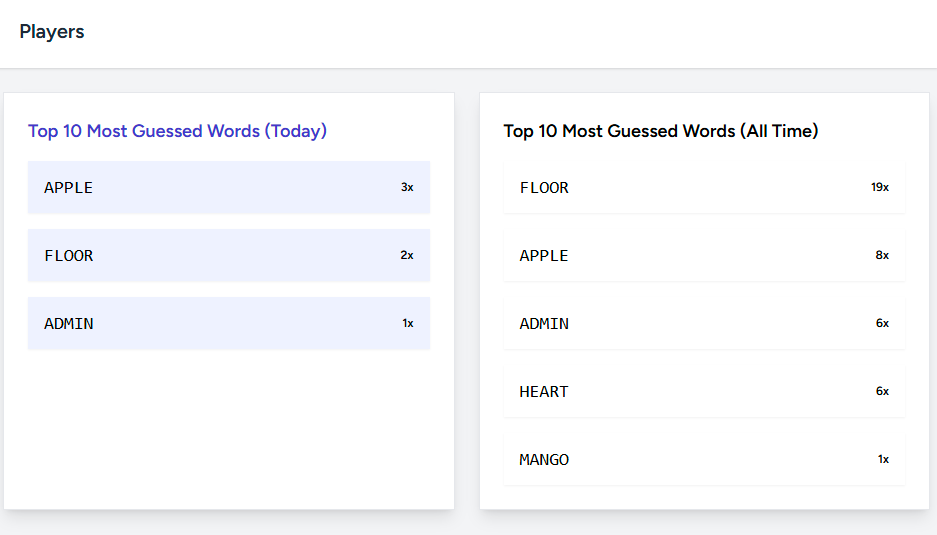 Players
Top 10 Most Guessed Words (Today)
APPLE 3x
FLOOR 2x
ADMIN 1x
Top 10 Most Guessed Words (All Time)
FLOOR 19x
APPLE 8x
ADMIN 6x
HEART 6x
MANGO 1x